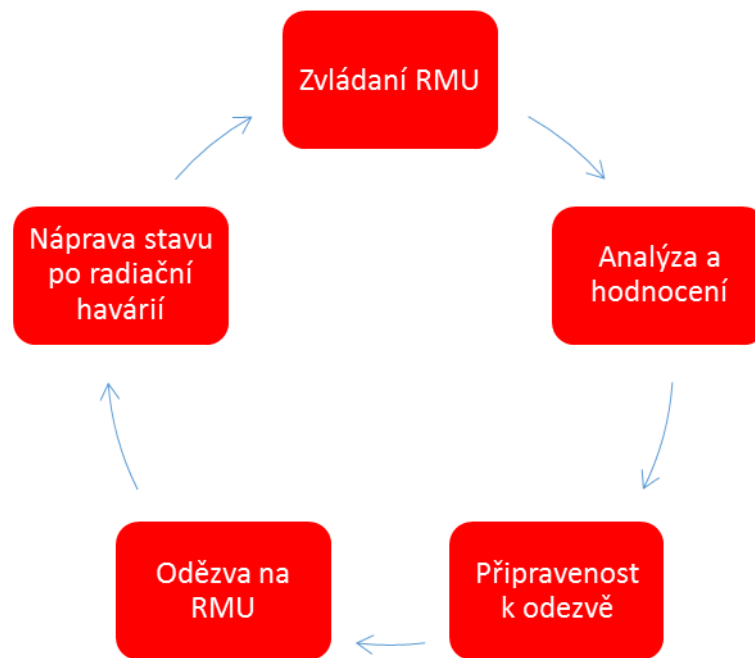 Zvládaní RMU
Analýza a
hodnocení
Připravenost
k odezvě
Odězva na
RMU
Náprava stavu
po radiační
havárií